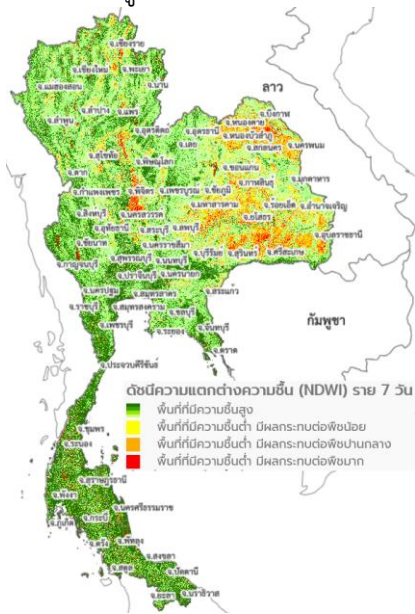 จ.เชียงราย
จ.เชียงใหม่
จ.พะเยา
จ.แม่ฮ่องสอน
จ.น่าน
ลาว
จ.ลำปาง
จ.แพร่
จ.บึงกาฬ
จ.ลำพูน
จ.อุตรดิตถ์
จ.อุดรธานี
จ.หนองคาย
จ.เลย
จ.หนองบัวลำภู
จ.สกลนคร
จ.นครพนม
จ.สุโขทัย
จ.พิษณุโลก
จ.ตาก
จ.ขอนแก่น
จ.มุกดาหาร
จ.กำแพงเพชร
จ.พิจิตร
จ.เพชรบูรณ์
จ.ชัยภูมิ
จ.กาฬสินธุ์
จ.มหาสารคาม
จ.ร้อยเอ็ด
จ.อำนาจเจริญ
จ.สิงห์บุรี
จ.นครสวรรค์
จ.ยโสธร
จ.อุทัยธานี
จ.สระบุรี
จ.ลพบุรี
จ.อุบลราชธานี
จ.ชัยนาท
จ.นครราชสีมา
จ.บุรีรัมย์
จ.สุรินทร์
จ.ศรีสะเกษ
จ.กาญจนบุรี
จ.สุพรรณบุรี
จ.นนทบุรี
จ.ปราจีนบุรี
จ.นครนายก
จ.สระแก้ว
จ.นครปฐม
จ.สมุทรสาคร
จ.ราชบุรี
จ.สมุทรสงคราม
จ.ชลบุรี
จ.เพชรบุรี
จ.ระยอง
จ.จันทบุรี
กัมพูชา
จ.ตราด
จ.ประจวบคีรีขันธ์
ดัชนีความแตกต่างความชื้น (NDWI) ราย 7 วัน
พื้นที่ที่มีความชื้นสูง
พื้นที่ที่มีความชื้นต่ำ มีผลกระทบต่อพืชน้อย
พื้นที่ที่มีความชื้นต่ำ มีผลกระทบต่อพืชปานกลาง
พื้นที่ที่มีความชื้นต่ำ มีผลกระทบต่อพืชมาก
จ.ชุมพร
จ.ระนอง
จ.สุราษฎร์ธานี
จ.พังงา
จ.นครศรีธรรมราช
จ.ภูเก็ต
จ.กระบี่
จ.ตรัง
จ.พัทลุง
จ.สงขลา
จ.สตูล
จ.ปัตตานี
จ.ยะลา
จ.นราธิวาส